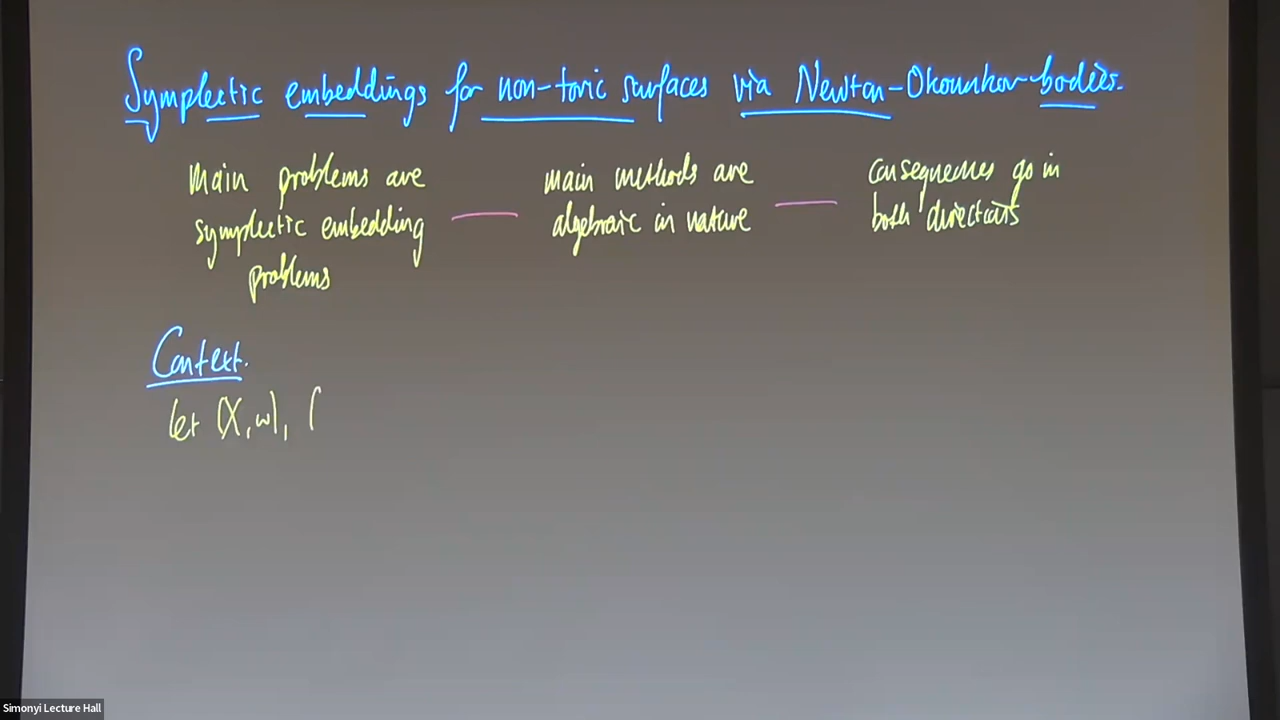 Symplectic embeddings for non-toric surfaces via Newton-Okounkov bodies.
Main problems are
symplectic embedding
problems
main methods are
algebraic in nature
consequences go in
both directions
Context.
let (X,ω), (
Simonyi Lecture Hall